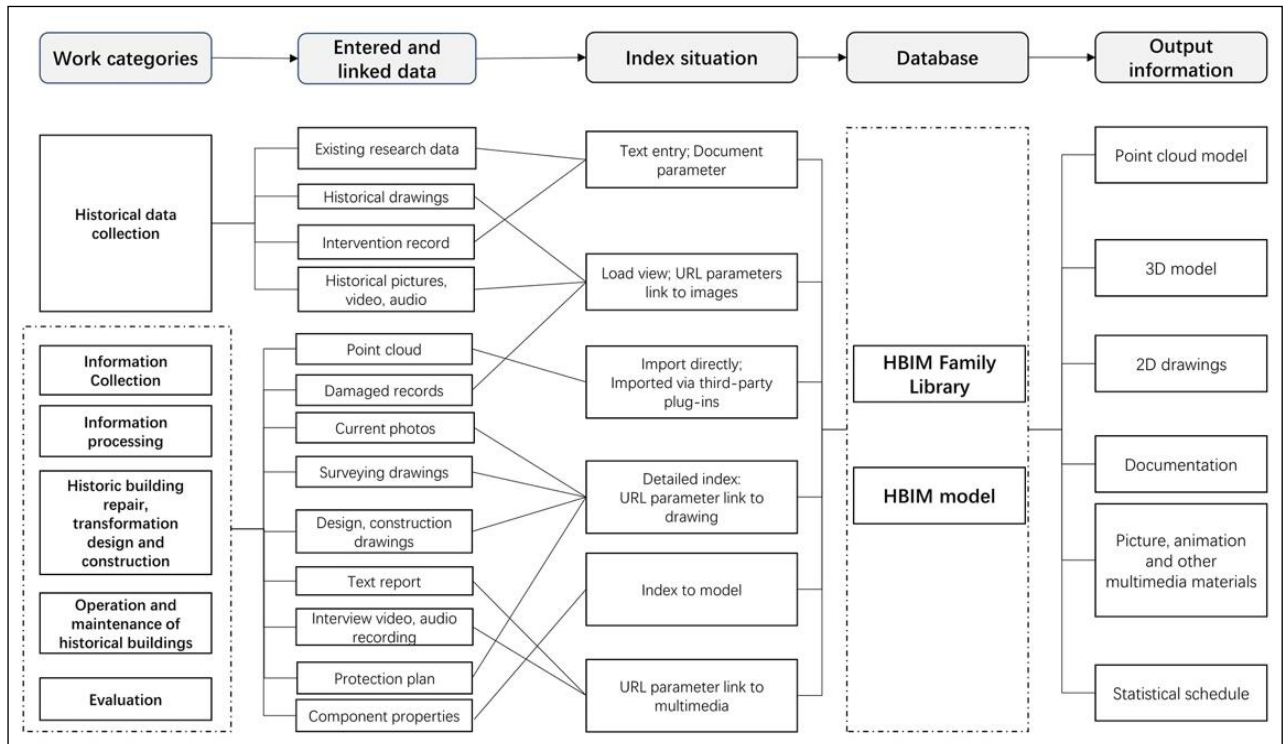 Work categories
Entered and
linked data
Index situation
Database
Output
information
Historical data
collection
Information
Collection
Information
processing
Historic building
repair,
transformation
design and
construction
Operation and
maintenance of
historical buildings
Evaluation
Existing research data
Historical drawings
Intervention record
Historical pictures,
video, audio
Point cloud
Damaged records
Current photos
Surveying drawings
Design, construction
drawings
Text report
Interview video, audio
recording
Protection plan
Component properties
Text entry; Document
parameter
Load view; URL parameters
link to images
Import directly;
Imported via third-party
plug-ins
Detailed index:
URL parameter link to
drawing
Index to model
URL parameter link to
multimedia
HBIM Family
Library
HBIM model
Point cloud model
3D model
2D drawings
Documentation
Picture, animation
and other
multimedia materials
Statistical schedule